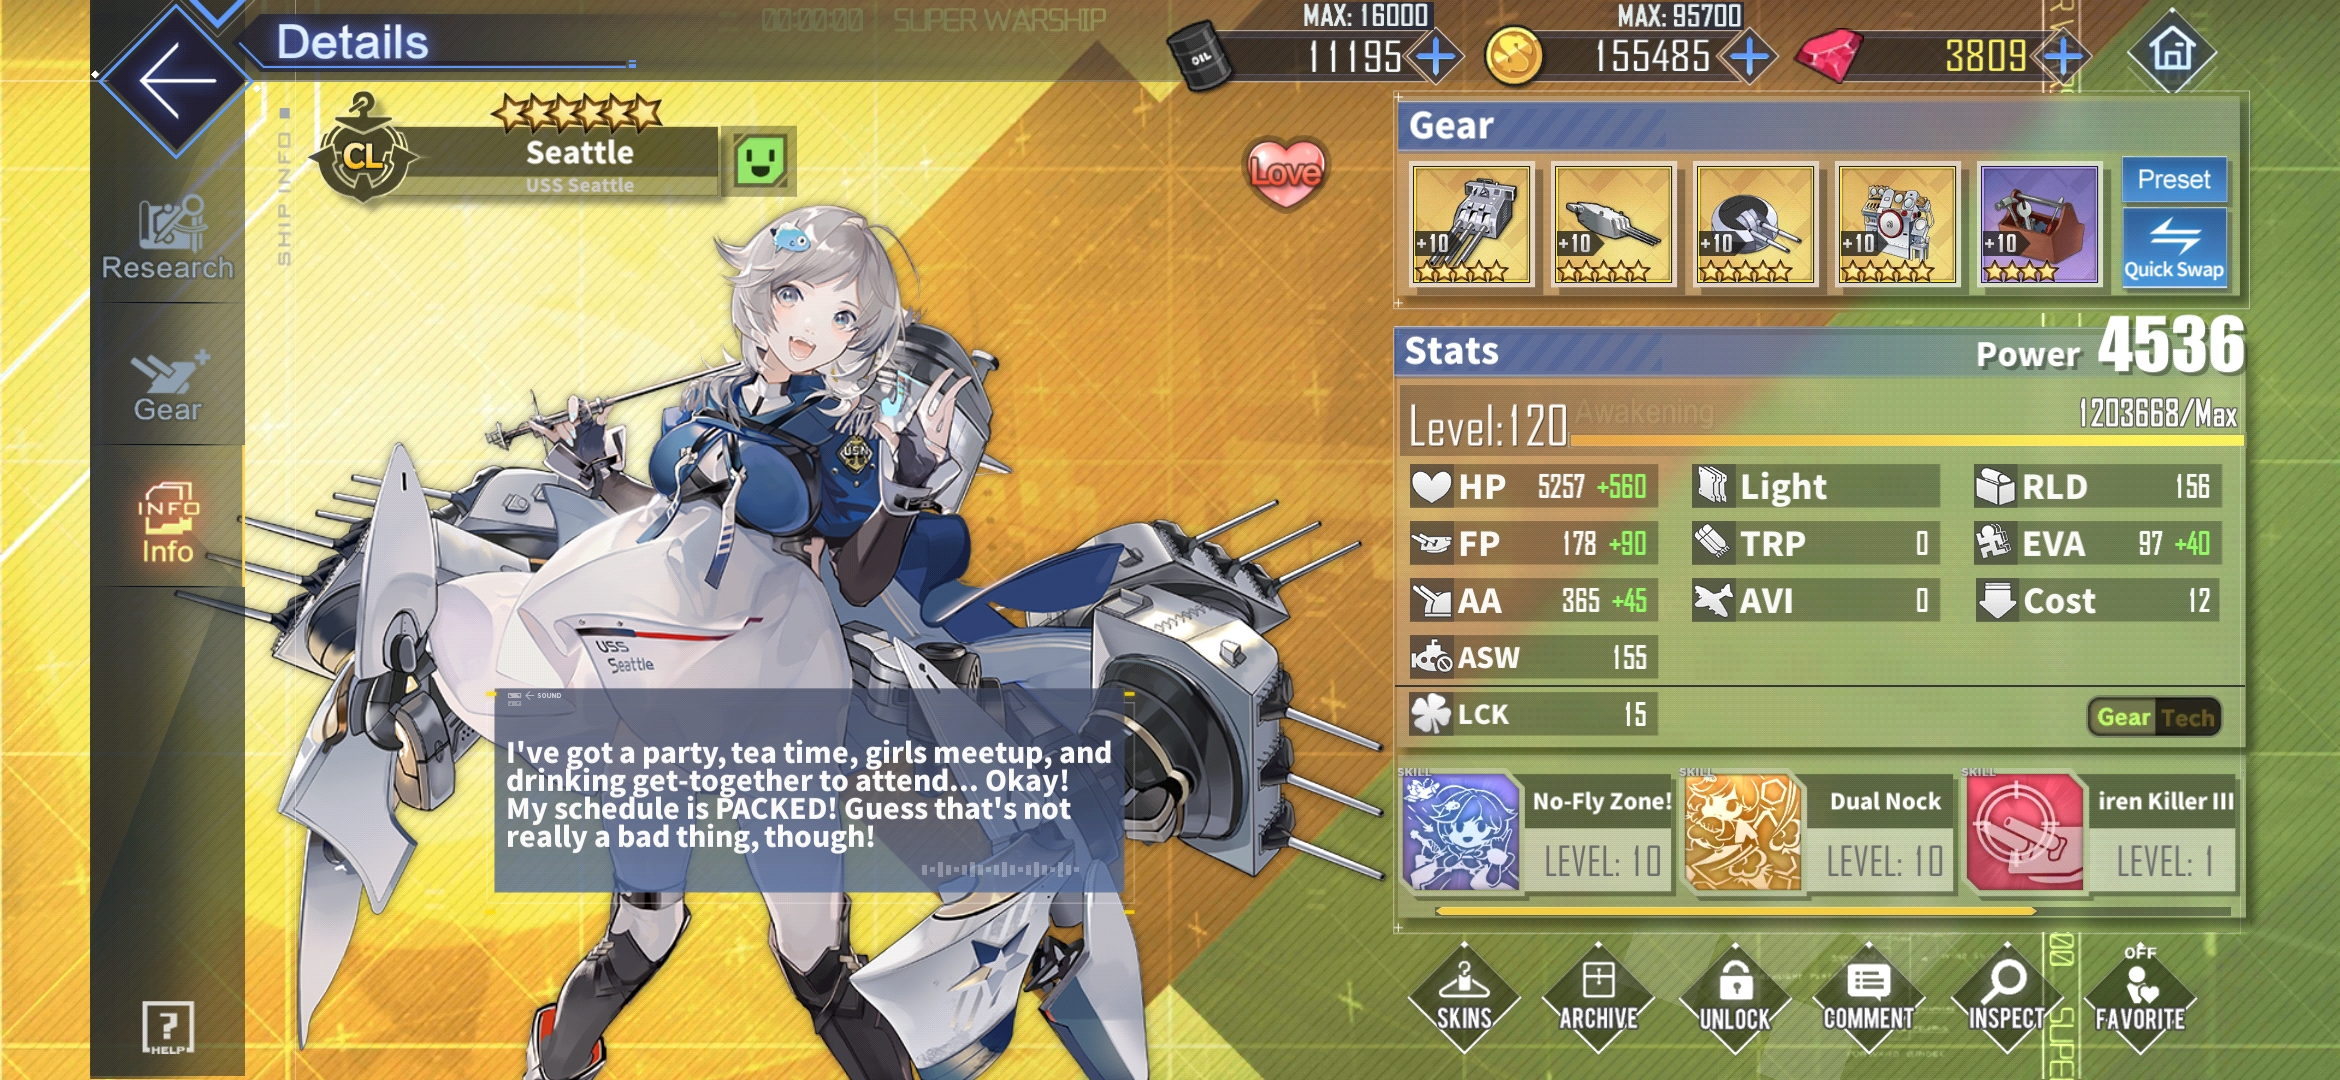 Details
00:00:00 SUPER WARSHIP
MAX: 16000
OIL
11195
MAX: 95700
155485
3809
SHIP INFO
CL
Seattle
USS Seattle
Love
Research
Gear
INFO
Info
HELP
USN
USS
Seattle
SOUND
I've got a party, tea time, girls meetup, and
drinking get-together to attend... Okay!
My schedule is PACKED! Guess that's not
really a bad thing, though!
Gear
+10
+10
+10
+10
+10
Preset
Quick Swap
Stats
Power 4536
Level:120 Awakening
1203668/Max
HP 5257 +560
Light
RLD 156
FP 178 +90
TRP 0
EVA 97 +40
AA 365 +45
AVI 0
Cost 12
ASW 155
LCK 15
Gear Tech
SKILL
No-Fly Zone!
LEVEL: 10
SKILL
Dual Nock
LEVEL: 10
SKILL
iren Killer III
LEVEL: 1
SKINS
ARCHIVE
UNLOCK
COMMENT
INSPECT
OFF
FAVORITE